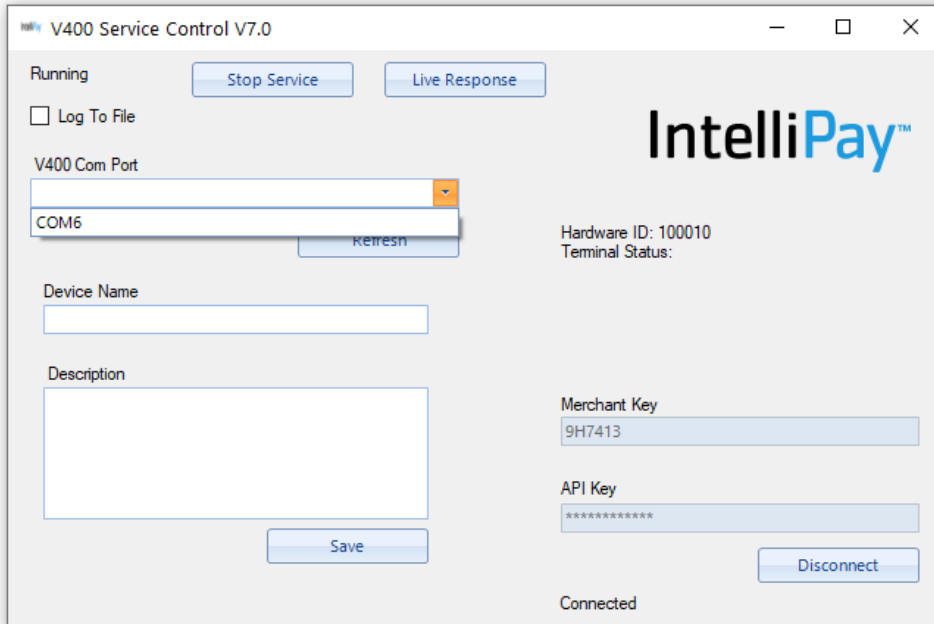 V400 Service Control V7.0
Running
Stop Service
Live Response
Log To File
IntelliPay™
V400 Com Port
COM6
Refresh
Hardware ID: 100010
Terminal Status:
Device Name
Description
Merchant Key
9H7413
API Key
************
Save
Disconnect
Connected